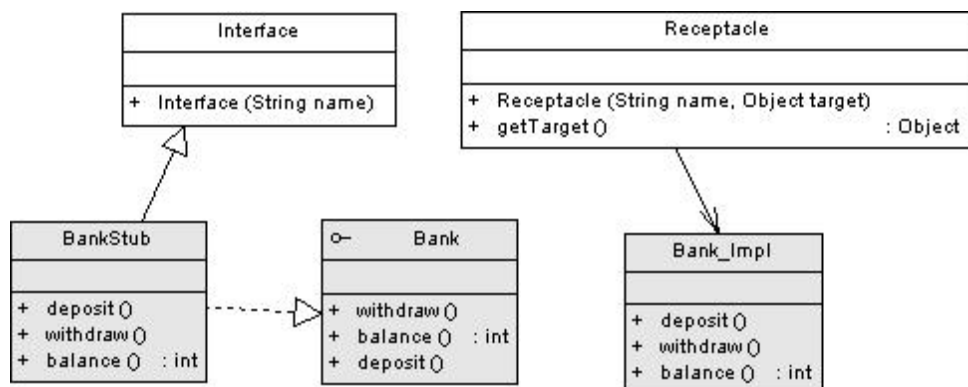 Interface
+ Interface (String name)
Receptacle
+ Receptacle (String name, Object target)
+ getTarget () : Object
BankStub
+ deposit ()
+ withdraw ()
+ balance () : int
Bank
+ withdraw ()
+ balance () : int
+ deposit ()
Bank_Impl
+ deposit ()
+ withdraw ()
+ balance () : int